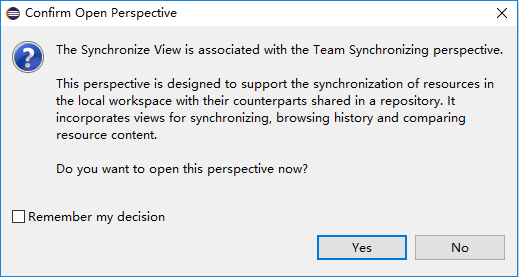 Confirm Open Perspective
The Synchronize View is associated with the Team Synchronizing perspective.
This perspective is designed to support the synchronization of resources in
the local workspace with their counterparts shared in a repository. It
incorporates views for synchronizing, browsing history and comparing
resource content.
Do you want to open this perspective now?
Remember my decision
Yes
No